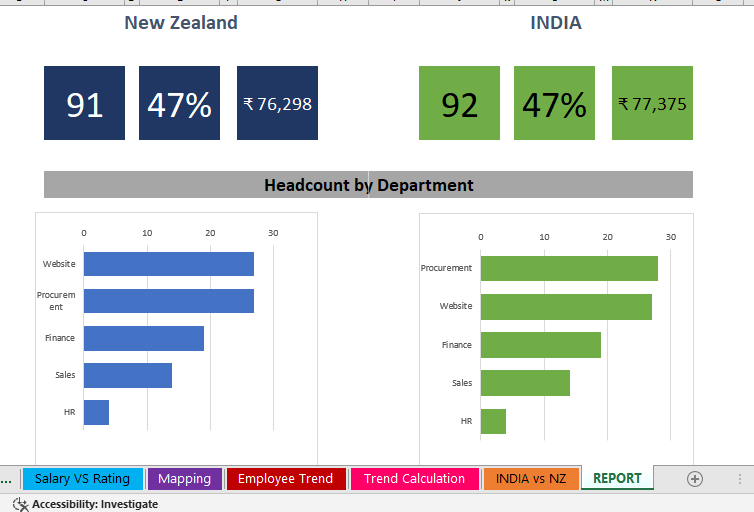 New Zealand
INDIA
91
47%
₹ 76,298
92
47%
₹ 77,375
Headcount by Department
0 10 20 30
Website
Procurem
ent
Finance
Sales
HR
0 10 20 30
Procurement
Website
Finance
Sales
HR
... Salary VS Rating Mapping Employee Trend Trend Calculation INDIA vs NZ REPORT
Accessibility: Investigate